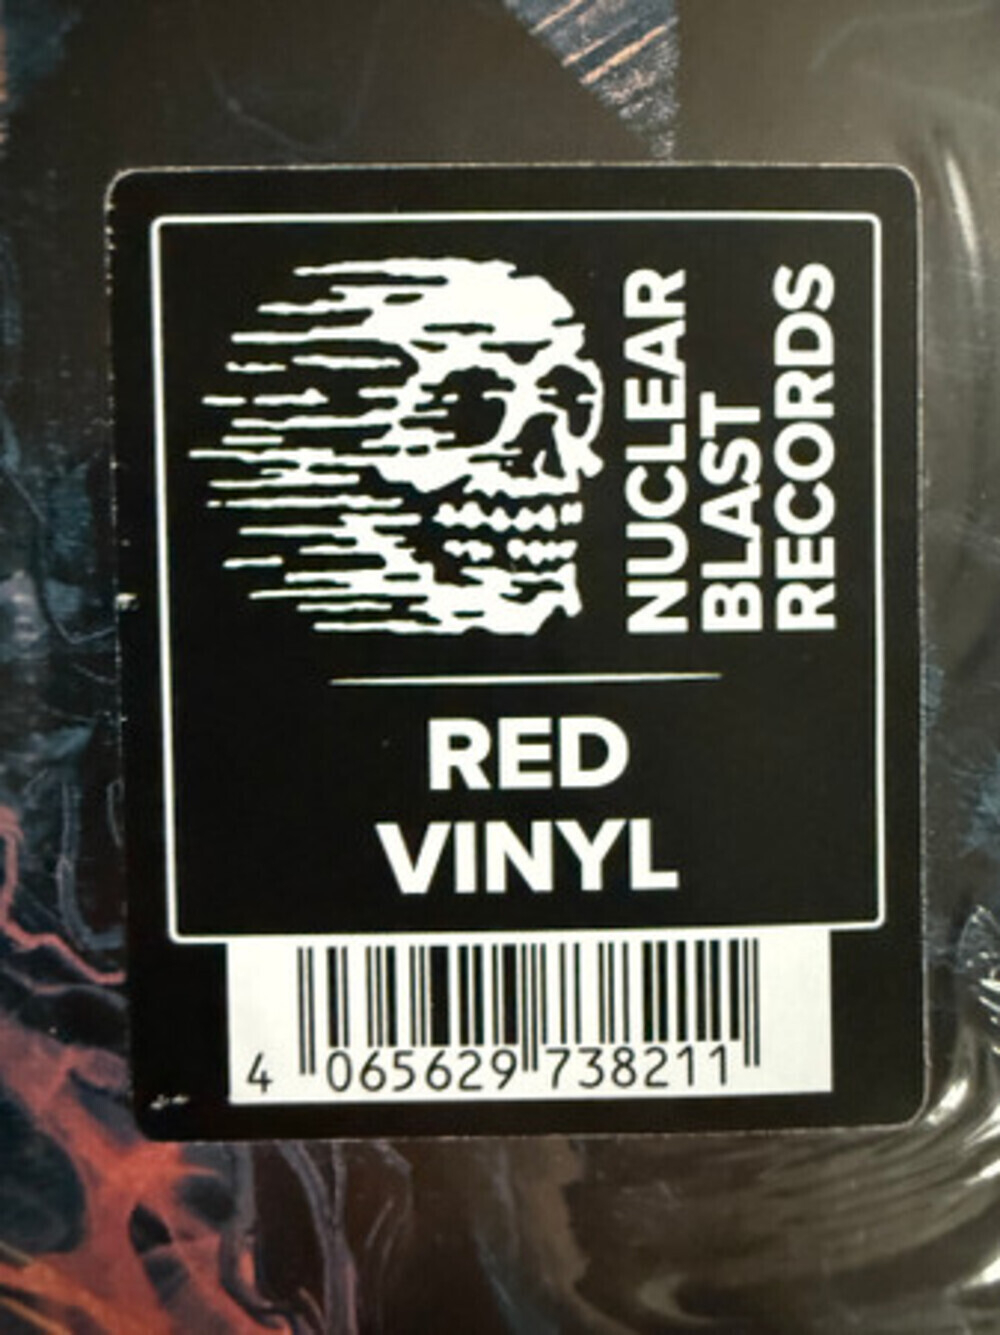 NUCLEAR
BLAST
RECORDS
RED
VINYL
4 065629 738211